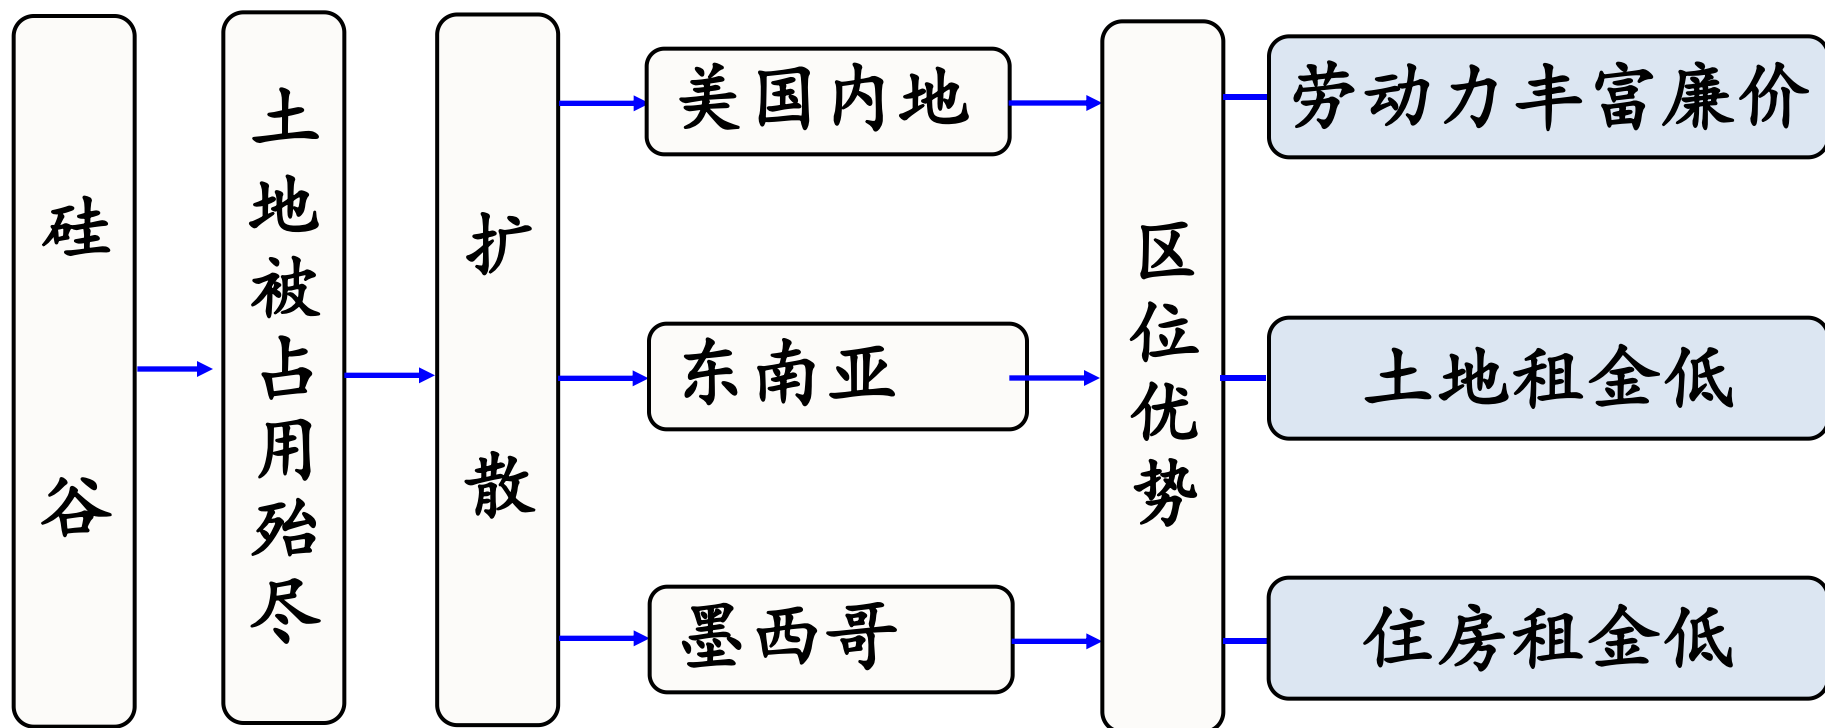 硅谷
土地被占用殆尽
扩散
美国内地
东南亚
墨西哥
区位优势
劳动力丰富廉价
土地租金低
住房租金低